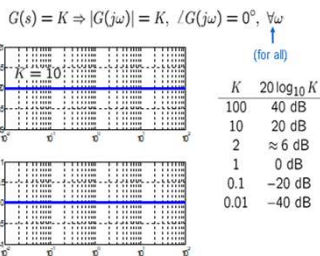 G(s) = K ⇒ |G(jω)| = K, ∠G(jω) = 0°, ∀ω
(for all)
K = 10
K 20 log₁₀ K
100 40 dB
10 20 dB
2 ≈ 6 dB
1 0 dB
0.1 −20 dB
0.01 −40 dB